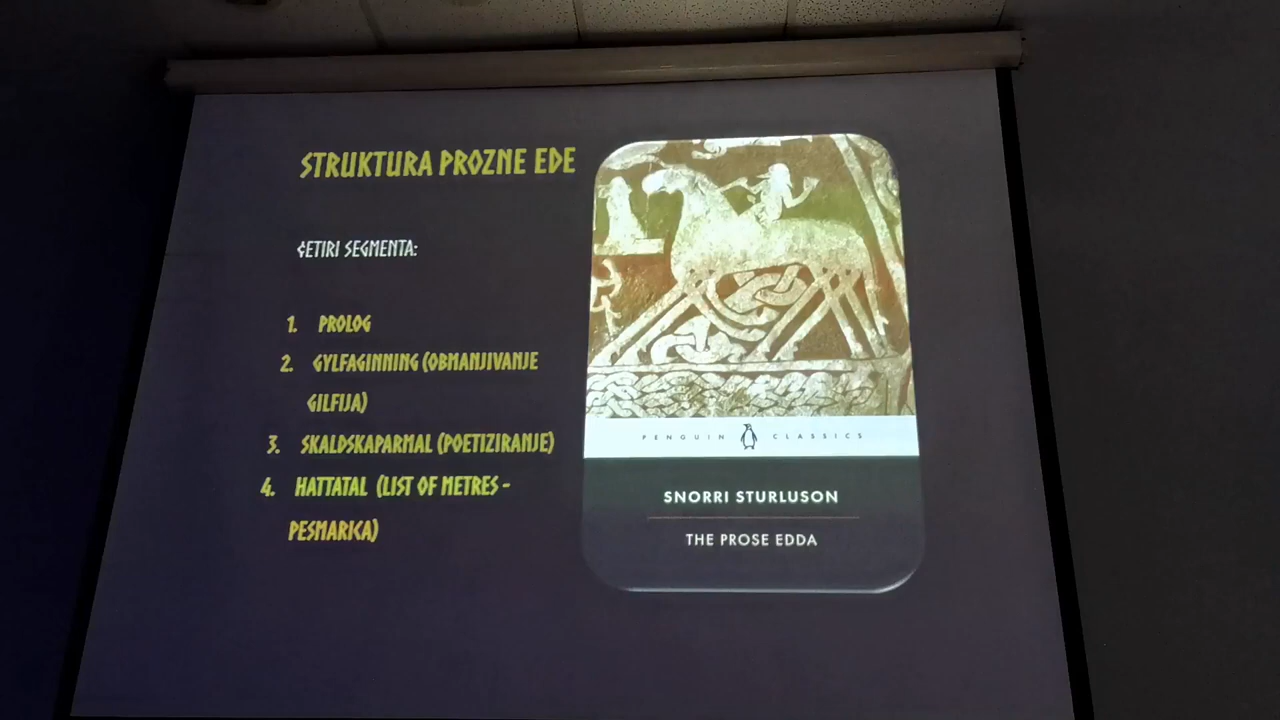 STRUKTURA PROZNE EDE
ČETIRI SEGMENTA:
1. PROLOG
2. GYLFAGINNING (OBMANJIVANJE
GILFIJA)
3. SKALDSKAPARMAL (POETIZIRANJE)
4. HATTATAL (LIST OF METRES -
PESMARICA)
PENGUIN CLASSICS
SNORRI STURLUSON
THE PROSE EDDA